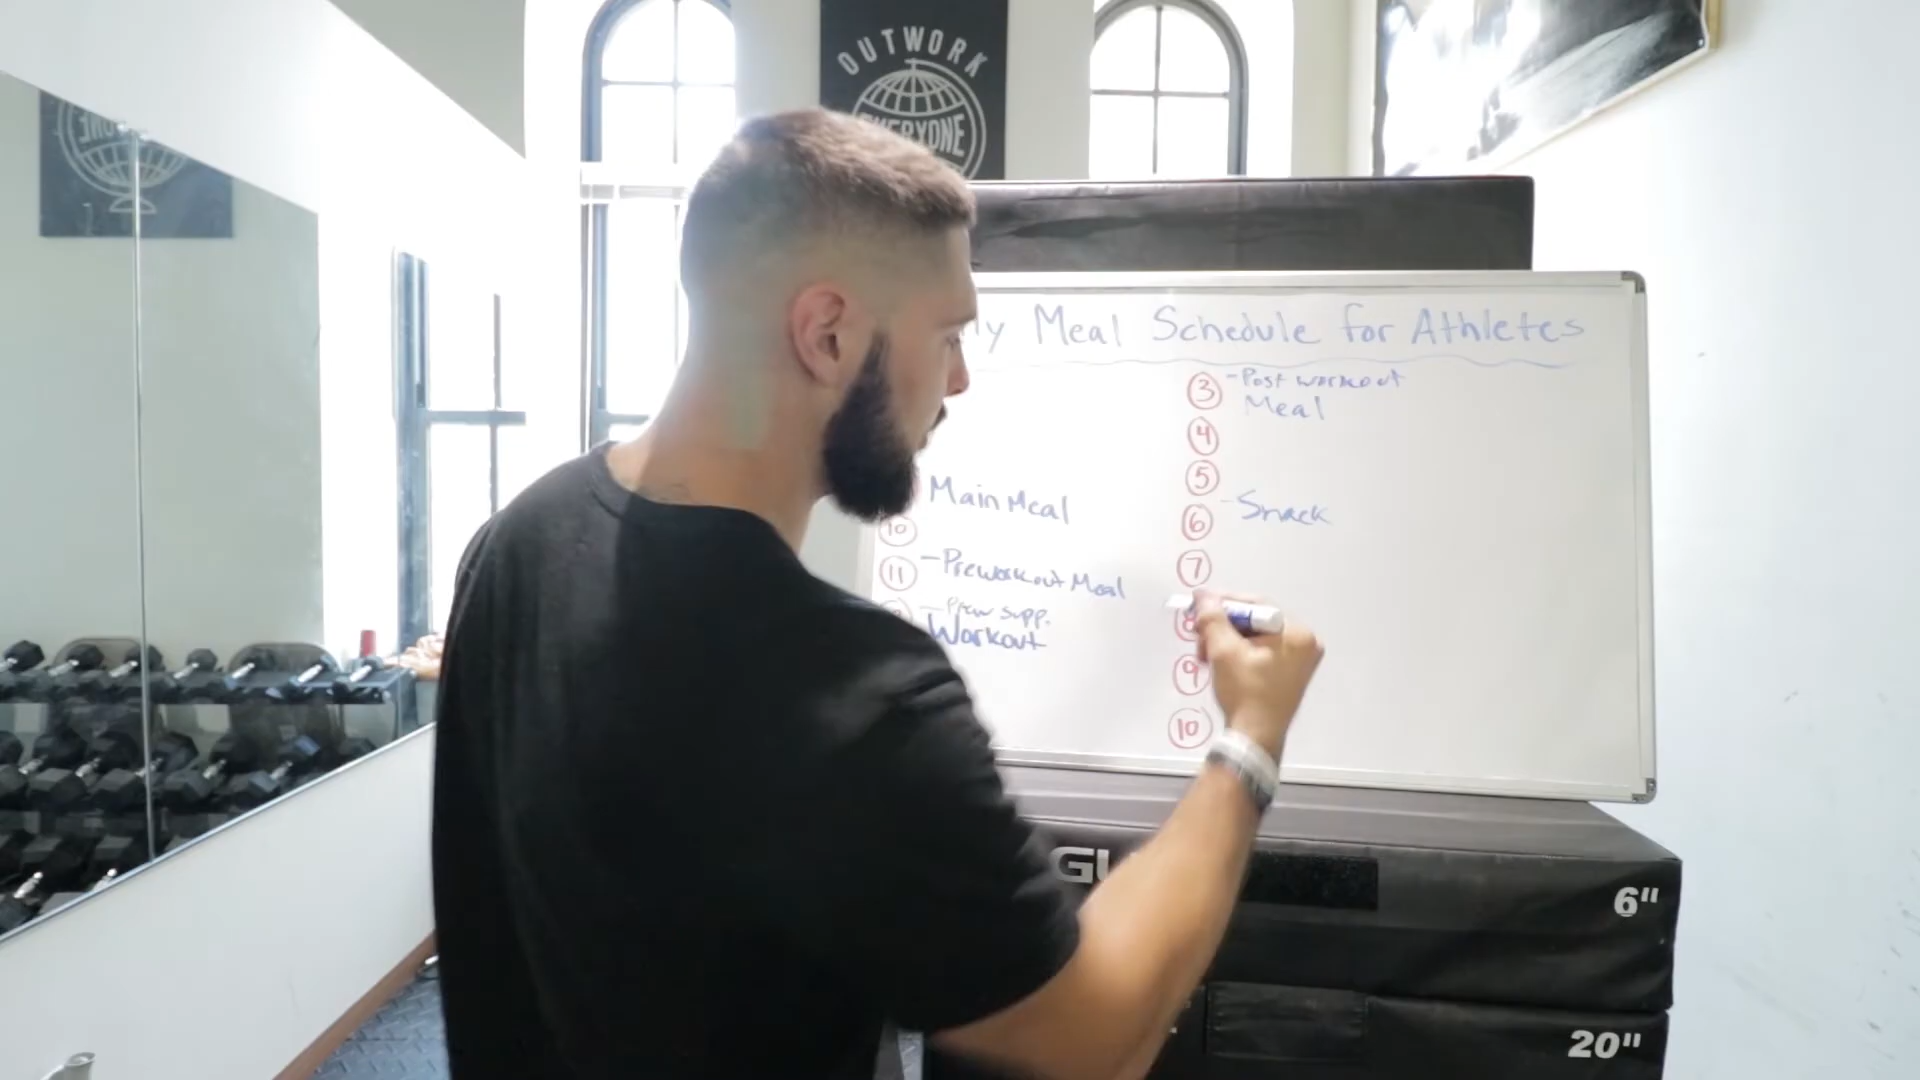 OUTWORK
EVERYONE
ly Meal Schedule for Athletes
Main Meal
10
11 - Preworkout Meal
- Prew supp.
Workout
3 - Post workout
Meal
4
5
6 - Snack
7
8
9
10
GU
6"
20"